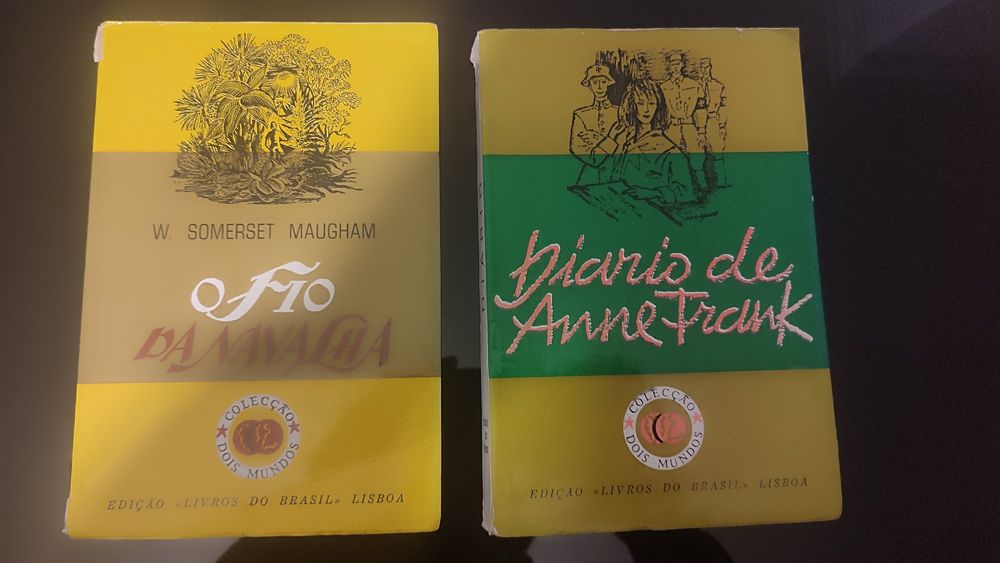 W. SOMERSET MAUGHAM
O FIO
DA NAVALHA
COLECÇÃO
DOIS MUNDOS
EDIÇÃO «LIVROS DO BRASIL» LISBOA
DIARIO
Diario de
Anne Frank
COLECÇÃO
DOIS MUNDOS
EDIÇÃO «LIVROS DO BRASIL» LISBOA